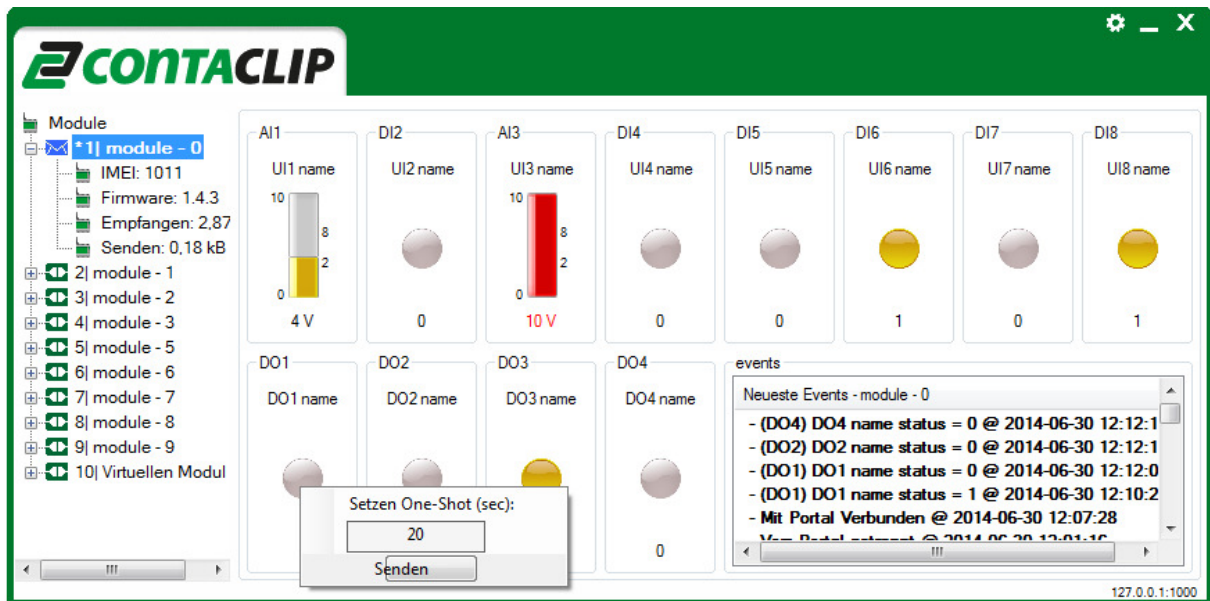 CONTACLIP
Module
*1| module - 0
IMEI: 1011
Firmware: 1.4.3
Empfangen: 2,87
Senden: 0,18 kB
2| module - 1
3| module - 2
4| module - 3
5| module - 5
6| module - 6
7| module - 7
8| module - 8
9| module - 9
10| Virtuellen Modul
AI1 DI2 AI3 DI4 DI5 DI6 DI7 DI8
UI1 name UI2 name UI3 name UI4 name UI5 name UI6 name UI7 name UI8 name
10 10
8 8
2 2
0 0
4 V 0 10 V 0 0 1 0 1
DO1 DO2 DO3 DO4 events
DO1 name DO2 name DO3 name DO4 name
0
Neueste Events - module - 0
- (DO4) DO4 name status = 0 @ 2014-06-30 12:12:1
- (DO2) DO2 name status = 0 @ 2014-06-30 12:12:1
- (DO1) DO1 name status = 0 @ 2014-06-30 12:12:0
- (DO1) DO1 name status = 1 @ 2014-06-30 12:10:2
- Mit Portal Verbunden @ 2014-06-30 12:07:28
Setzen One-Shot (sec):
20
Senden
127.0.0.1:1000